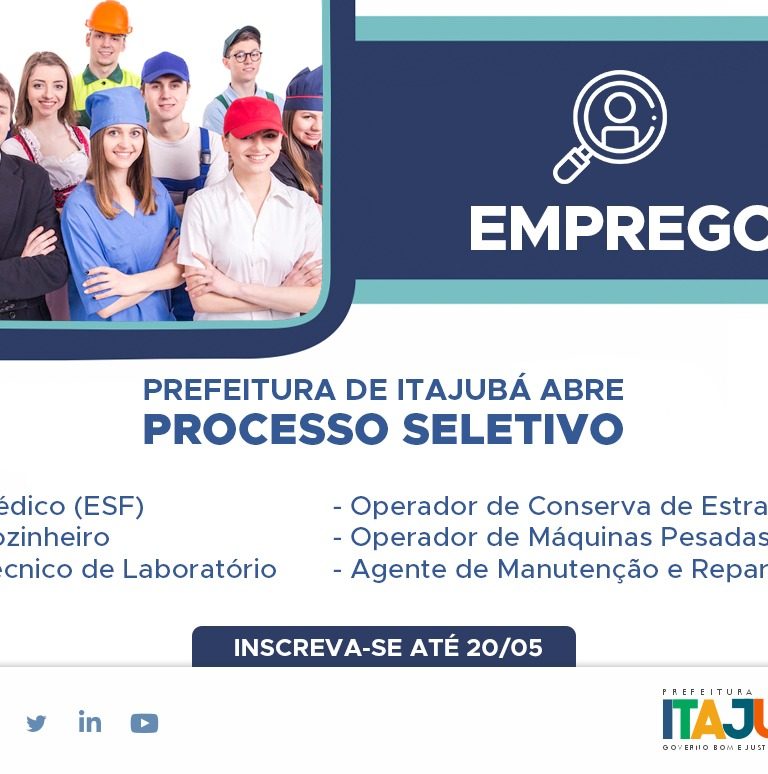 EMPREGO
PREFEITURA DE ITAJUBÁ ABRE
PROCESSO SELETIVO
édico (ESF)
ozinheiro
écnico de Laboratório
- Operador de Conserva de Estra
- Operador de Máquinas Pesadas
- Agente de Manutenção e Repar
INSCREVA-SE ATÉ 20/05
in
PREFEITURA
ITAJU
GOVERNO BOM E JUST